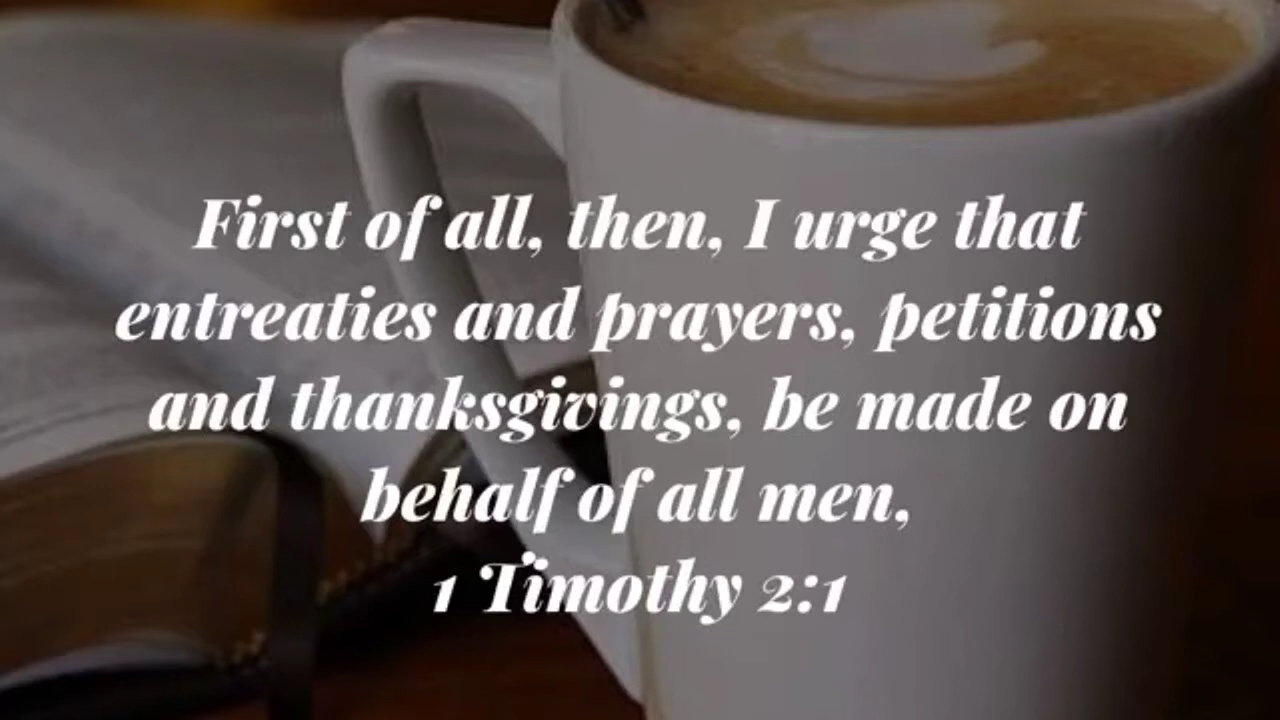 First of all, then, I urge that
entreaties and prayers, petitions
and thanksgivings, be made on
behalf of all men,
1 Timothy 2:1